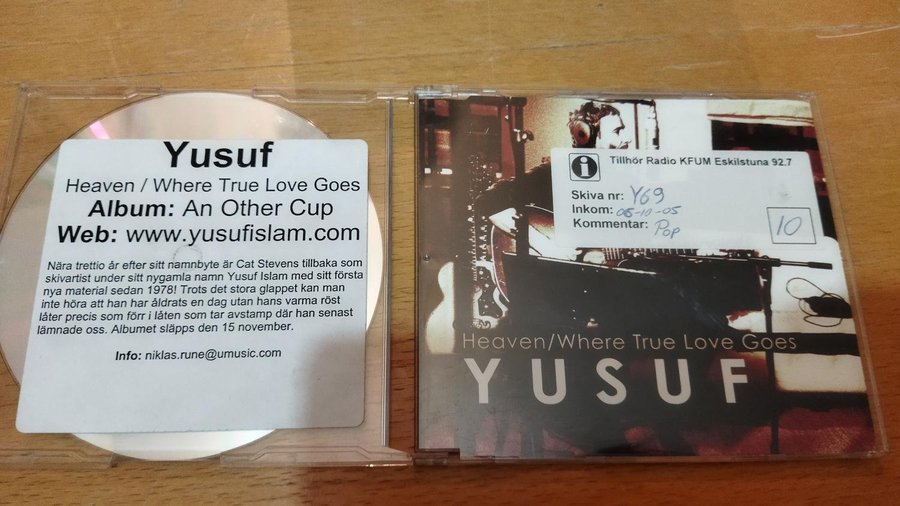 Yusuf
Heaven / Where True Love Goes
Album: An Other Cup
Web: www.yusufislam.com
Nära trettio år efter sitt namnbyte är Cat Stevens tillbaka som
skivartist under sitt nygamla namn Yusuf Islam med sitt första
nya material sedan 1978! Trots det stora glappet kan man
inte höra att han har åldrats en dag utan hans varma röst
låter precis som förr i låten som tar avstamp där han senast
lämnade oss. Albumet släpps den 15 november.
Info: niklas.rune@umusic.com
i
Tillhör Radio KFUM Eskilstuna 92.7
Skiva nr: Y69
Inkom: 06-10-05
Kommentar: Pop
10
Heaven/Where True Love Goes
YUSUF